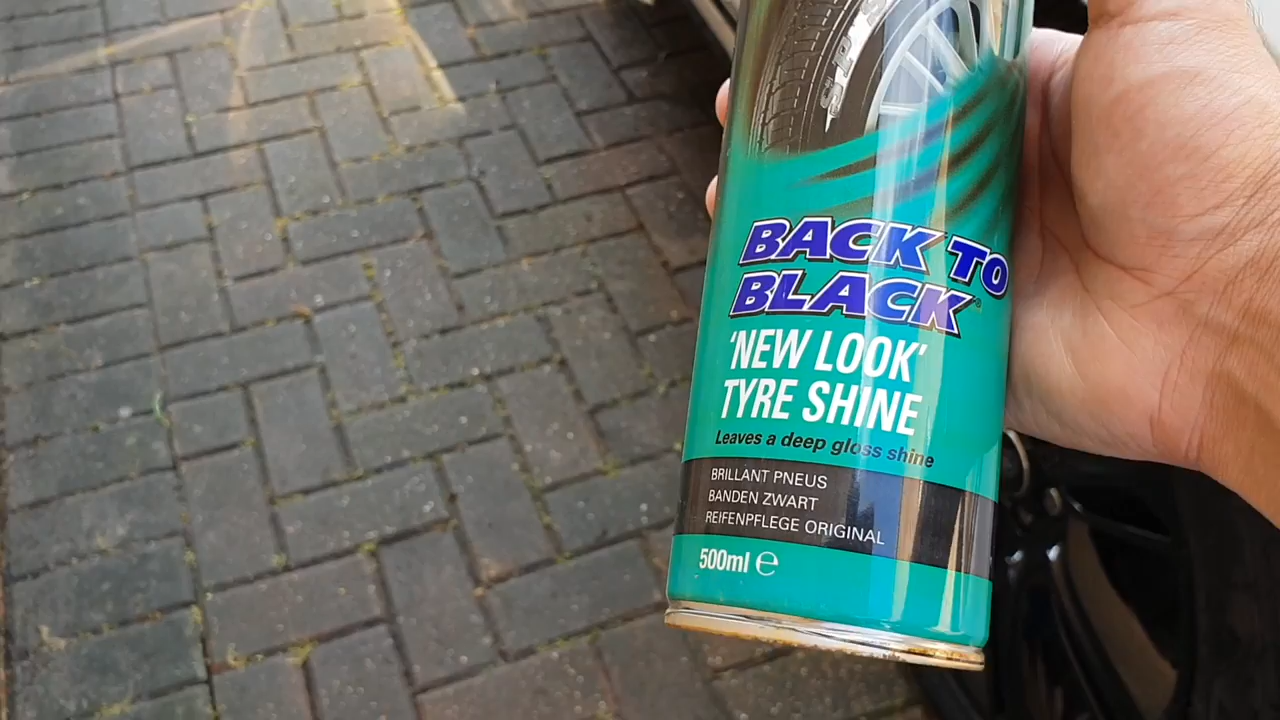 BACK TO
BLACK
'NEW LOOK'
TYRE SHINE
Leaves a deep gloss shine
BRILLANT PNEUS
BANDEN ZWART
REIFENPFLEGE ORIGINAL
500ml ℮